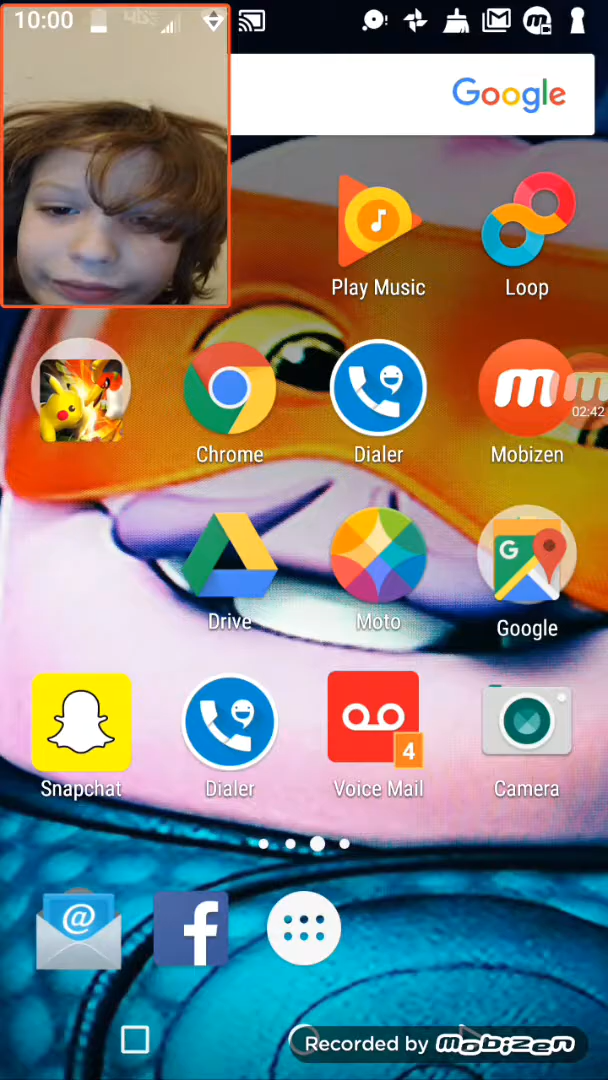 10:00
Google
Play Music
Loop
02:42
Chrome
Dialer
Mobizen
G
Drive
Moto
Google
4
Snapchat
Dialer
Voice Mail
Camera
@
f
Recorded by mobizen